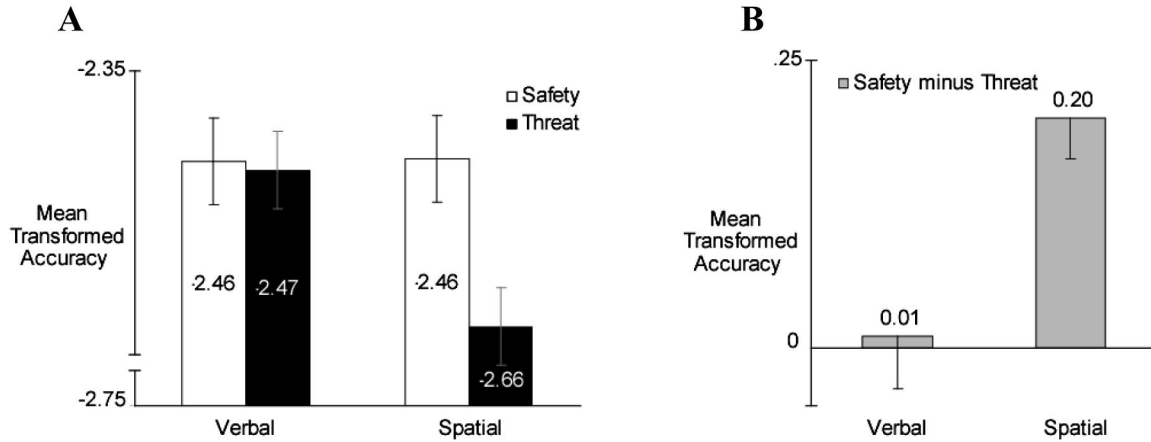 A
-2.35
Safety
Threat
Mean
Transformed
Accuracy
-2.46
-2.47
-2.46
-2.66
-2.75
Verbal
Spatial
B
.25
Safety minus Threat
0.20
Mean
Transformed
Accuracy
0.01
0
Verbal
Spatial